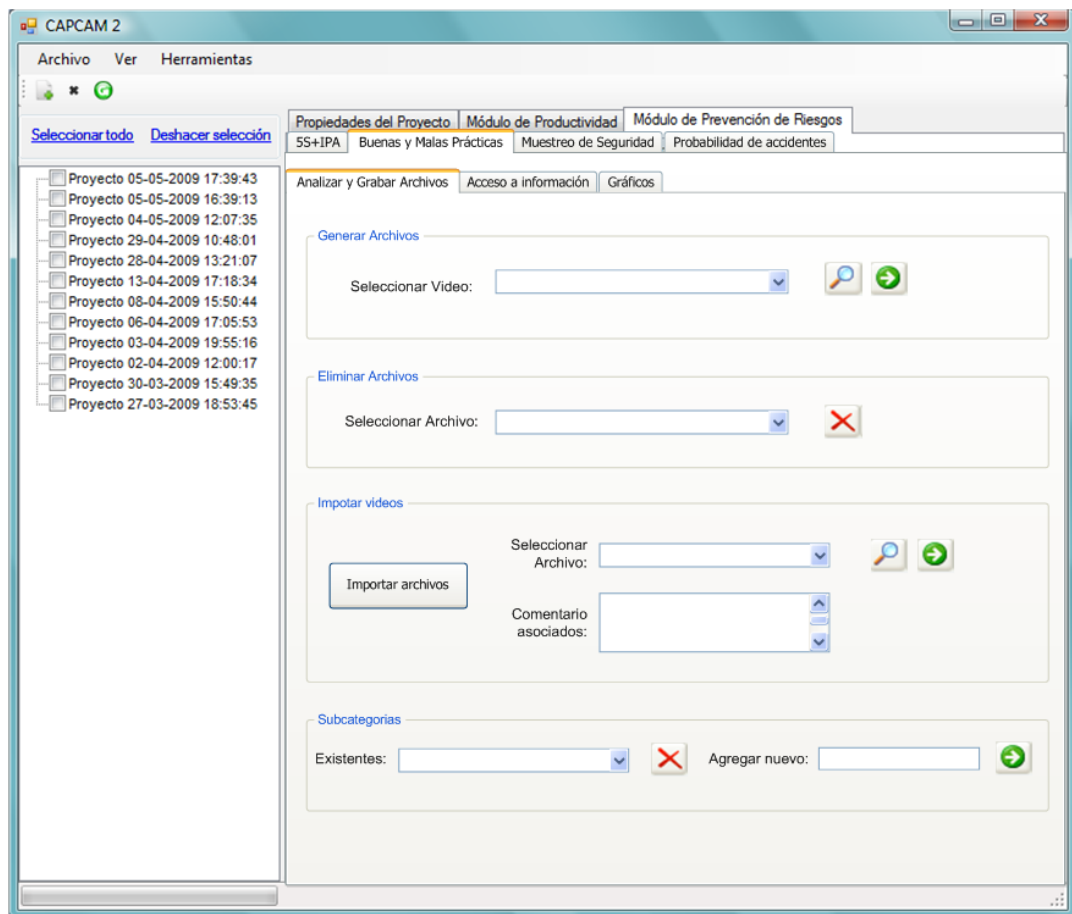 CAPCAM 2
Archivo Ver Herramientas
Seleccionar todo Deshacer selección
Proyecto 05-05-2009 17:39:43
Proyecto 05-05-2009 16:39:13
Proyecto 04-05-2009 12:07:35
Proyecto 29-04-2009 10:48:01
Proyecto 28-04-2009 13:21:07
Proyecto 13-04-2009 17:18:34
Proyecto 08-04-2009 15:50:44
Proyecto 06-04-2009 17:05:53
Proyecto 03-04-2009 19:55:16
Proyecto 02-04-2009 12:00:17
Proyecto 30-03-2009 15:49:35
Proyecto 27-03-2009 18:53:45
Propiedades del Proyecto Módulo de Productividad Módulo de Prevención de Riesgos
5S+IPA Buenas y Malas Prácticas Muestreo de Seguridad Probabilidad de accidentes
Analizar y Grabar Archivos Acceso a información Gráficos
Generar Archivos
Seleccionar Video:
Eliminar Archivos
Seleccionar Archivo:
Impotar videos
Importar archivos
Seleccionar
Archivo:
Comentario
asociados:
Subcategorias
Existentes:
Agregar nuevo: